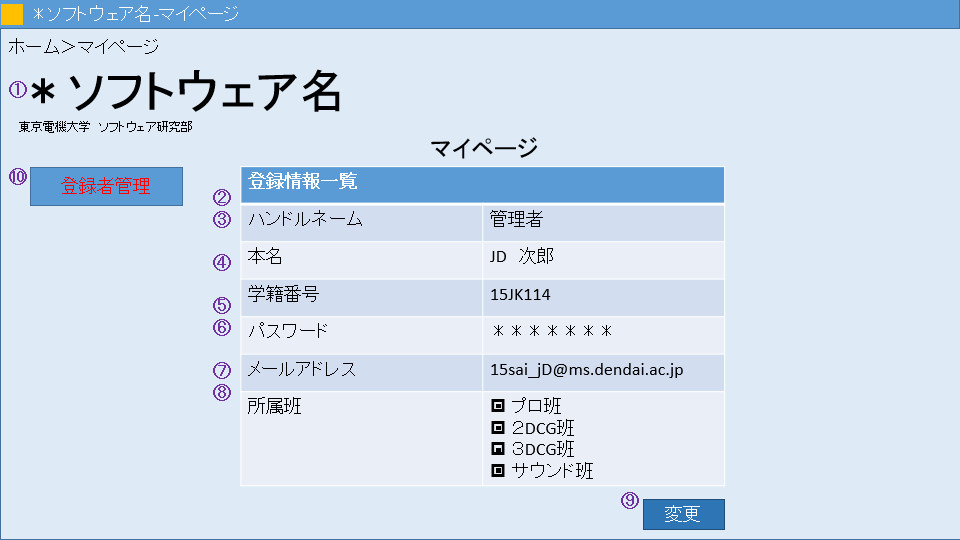 ＊ソフトウェア名-マイページ
ホーム＞マイページ
①＊ソフトウェア名
東京電機大学　ソフトウェア研究部
マイページ
⑩ 登録者管理
② 登録情報一覧
③ ハンドルネーム 管理者
④ 本名 JD　次郎
⑤ 学籍番号 15JK114
⑥ パスワード ＊＊＊＊＊＊＊
⑦ メールアドレス 15sai_jD@ms.dendai.ac.jp
⑧ 所属班 プロ班
２DCG班
３DCG班
サウンド班
⑨ 変更